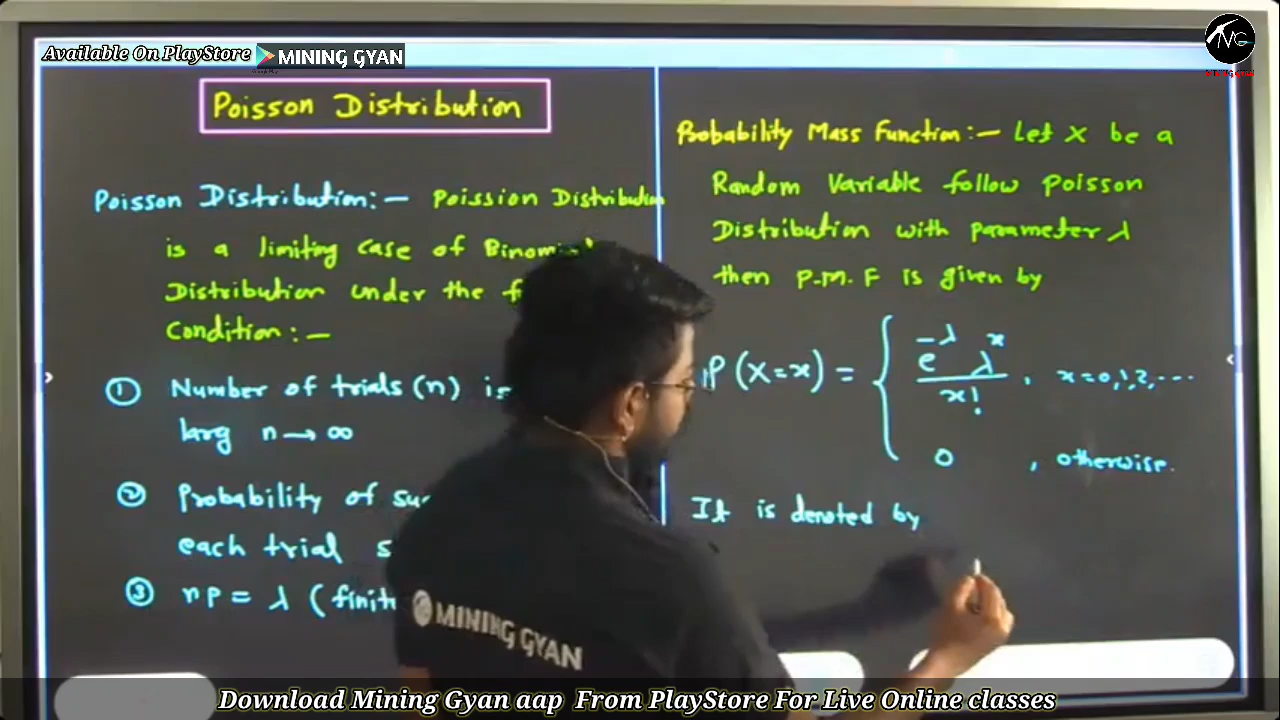 Available On PlayStore MINING GYAN
Poisson Distribution
Poisson Distribution:- Poission Distribution
is a limiting case of Binomial
Distribution under the
Condition:-
① Number of trials (n) is
larg n → ∞
② Probability of
each trial
③ np = λ (finite
Probability Mass Function:- Let X be a
Random Variable follow Poisson
Distribution with parameter λ
then P.M.F is given by
P(X=x) = { e^-λ λ^x / x! , x=0,1,2,...
0 , otherwise.
It is denoted by
MINING GYAN
Download Mining Gyan aap From PlayStore For Live Online classes